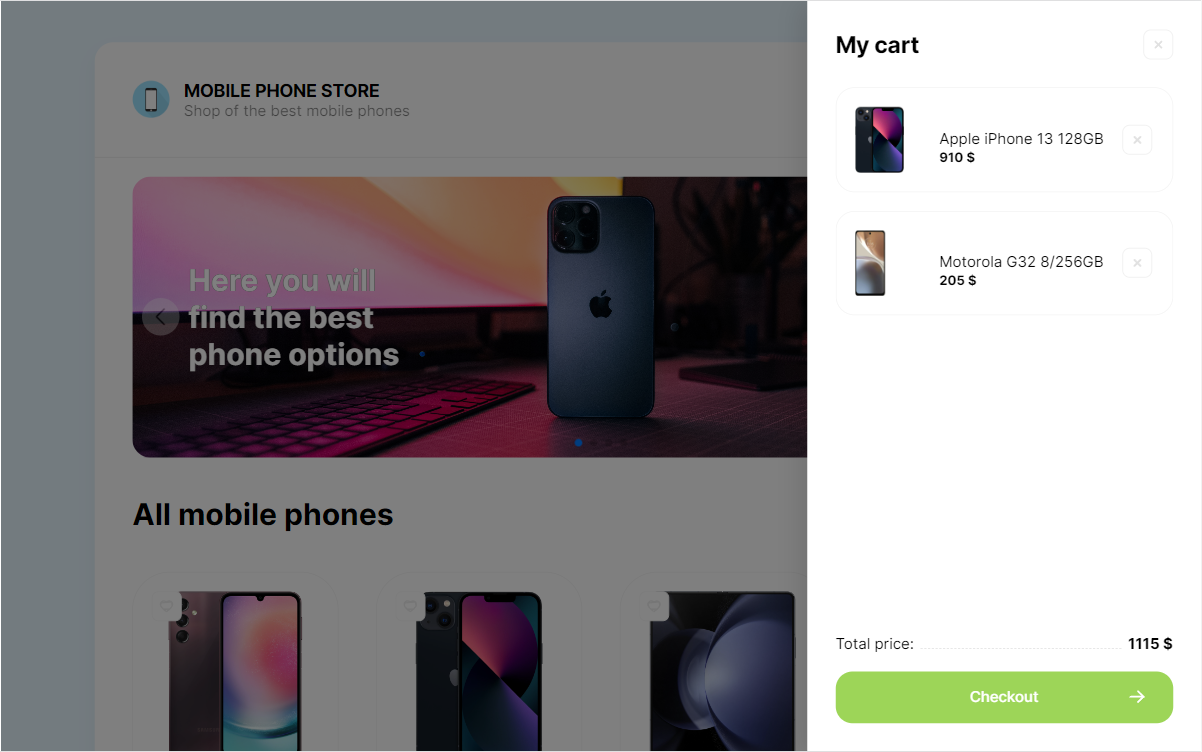 MOBILE PHONE STORE
Shop of the best mobile phones
Here you will
find the best
phone options
All mobile phones
My cart
Apple iPhone 13 128GB
910 $
Motorola G32 8/256GB
205 $
Total price:
1115 $
Checkout